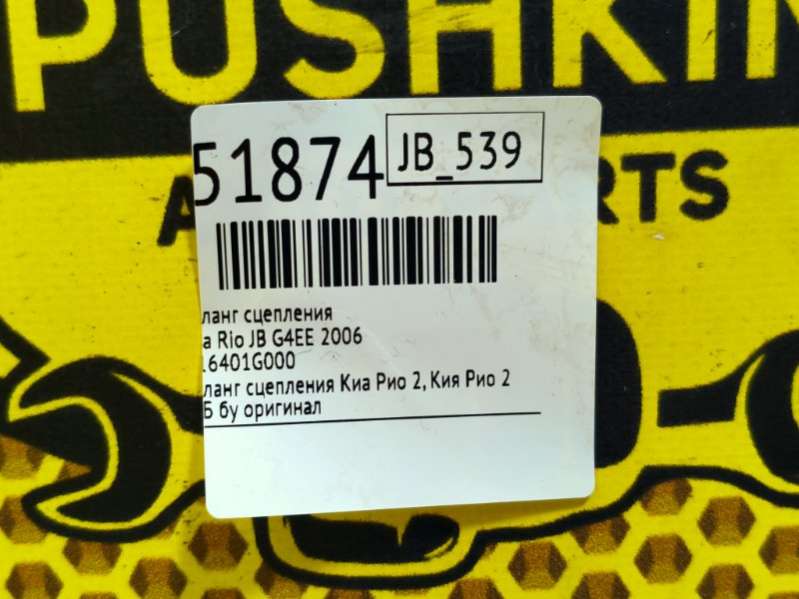 PUSHKIN
A RTS
51874
JB_539
ланг сцепления
a Rio JB G4EE 2006
16401G000
ланг сцепления Киа Рио 2, Кия Рио 2
Б бу оригинал